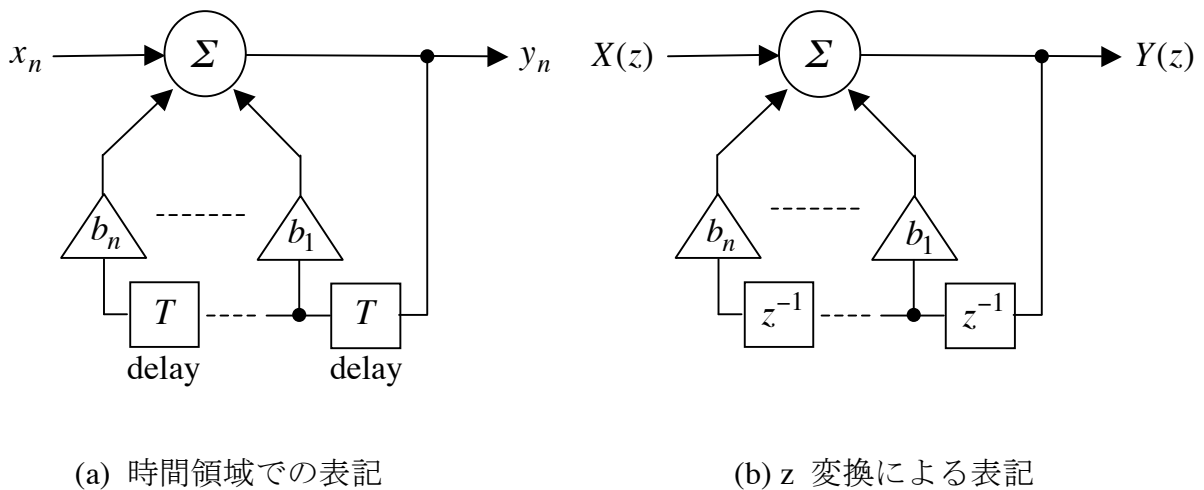 x_n Σ y_n
b_n b_1
T T
delay delay
(a) 時間領域での表記
X(z) Σ Y(z)
b_n b_1
z^{-1} z^{-1}
(b) z 変換による表記